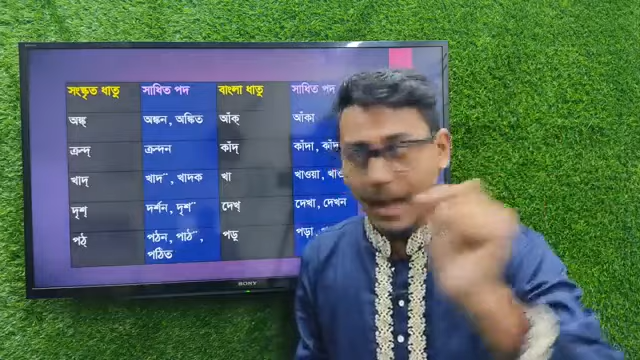 সংস্কৃত ধাতু সাধিত পদ বাংলা ধাতু সাধিত পদ
অঙ্ক্ অঙ্কন, অঙ্কিত আঁক্ আঁকা
ক্রন্দ্ ক্রন্দন কাঁদ্ কাঁদা,
খাদ্ খাদ্য, খাদক খা খাওয়া,
দৃশ্ দর্শন, দৃশ্য দেখ্ দেখা, দেখন
পঠ্ পঠন, পাঠ্য, পড়্ পড়া,
পঠিত
SONY